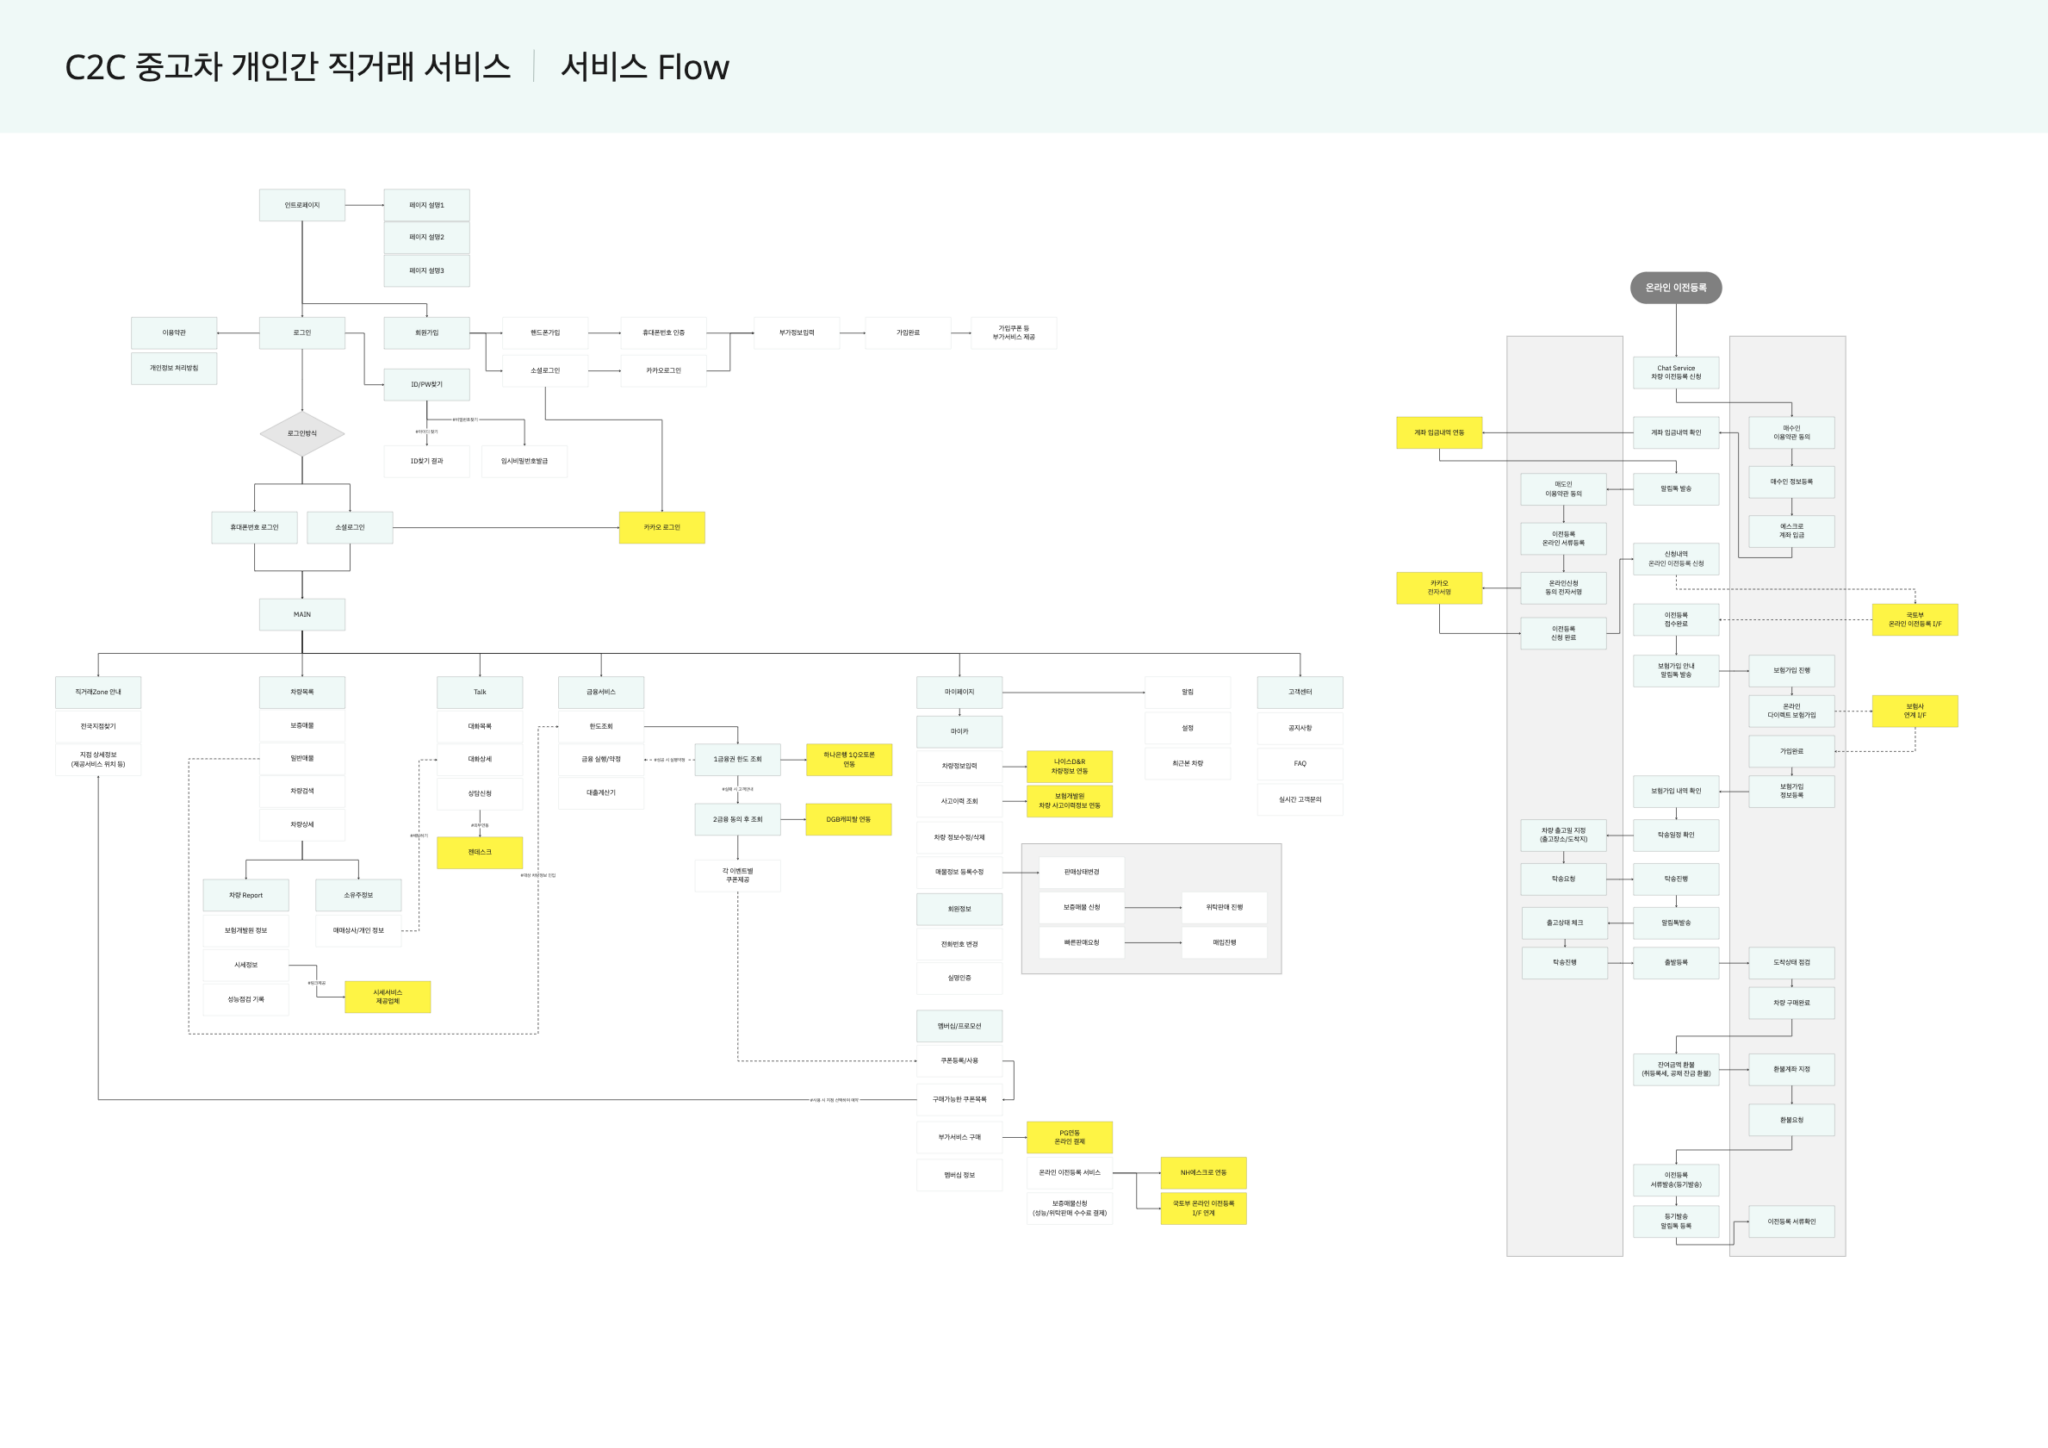 C2C 중고차 개인간 직거래 서비스
서비스 Flow
인트로페이지
페이지 설명1
페이지 설명2
페이지 설명3
이용약관
로그인
회원가입
핸드폰가입
휴대폰번호 인증
부가정보입력
가입완료
가입쿠폰 등
부가서비스 제공
개인정보 처리방침
ID/PW찾기
소셜로그인
카카오로그인
로그인방식
ID찾기 결과
임시비밀번호발급
휴대폰번호 로그인
소셜로그인
카카오 로그인
MAIN
직거래Zone 안내
전국지점찾기
지점 상세정보
(제공서비스 위치 등)
차량목록
보증매물
일반매물
차량검색
차량상세
차량 Report
보험개발원 정보
시세정보
성능점검 기록
소유주정보
매매상사/개인 정보
시세서비스
제공업체
Talk
대화목록
대화상세
상담신청
젠데스크
금융서비스
한도조회
금융 실행/약정
대출계산기
1금융권 한도 조회
하나은행 1Q오토론
연동
2금융 동의 후 조회
DGB캐피탈 연동
각 이벤트별
쿠폰제공
마이페이지
마이카
차량정보입력
나이스D&R
차량정보 연동
사고이력 조회
보험개발원
차량 사고이력정보 연동
차량 정보수정/삭제
매물정보 등록수정
판매상태변경
보증매물 신청
위탁판매 진행
빠른판매요청
매입진행
회원정보
전화번호 변경
실명인증
멤버십/프로모션
쿠폰등록/사용
구매가능한 쿠폰목록
부가서비스 구매
PG연동
온라인 결제
멤버십 정보
온라인 이전등록 서비스
NH에스크로 연동
보증매물신청
(성능/위탁판매 수수료 결제)
국토부 온라인 이전등록
I/F 연계
알림
설정
최근본 차량
고객센터
공지사항
FAQ
실시간 고객문의
온라인 이전등록
Chat Service
차량 이전등록 신청
계좌 입금내역 연동
계좌 입금내역 확인
매수인
이용약관 동의
매도인
이용약관 동의
알림톡 발송
매수인 정보등록
이전등록
온라인 서류등록
에스크로
계좌 입금
신청내역
온라인 이전등록 신청
카카오
전자서명
온라인신청
동의 전자서명
이전등록
신청 완료
이전등록
접수완료
국토부
온라인 이전등록 I/F
보험가입 안내
알림톡 발송
보험가입 진행
온라인
다이렉트 보험가입
보험사
연계 I/F
가입완료
보험가입 내역 확인
보험가입
정보등록
차량 출고일 지정
(출고장소/도착지)
탁송일정 확인
탁송요청
탁송진행
출고상태 체크
알림톡발송
탁송진행
출발등록
도착상태 점검
차량 구매완료
잔여금액 환불
(취등록세, 공채 잔금 환불)
환불계좌 지정
환불요청
이전등록
서류발송(등기발송)
등기발송
알림톡 등록
이전등록 서류확인